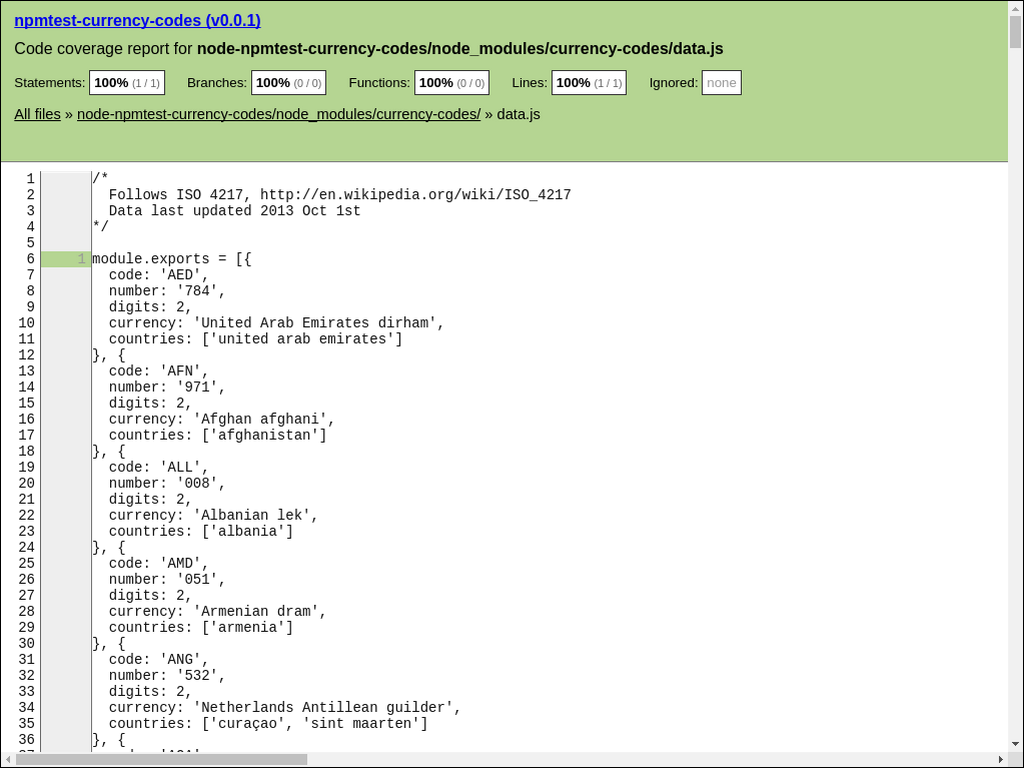 npmtest-currency-codes (v0.0.1)
Code coverage report for node-npmtest-currency-codes/node_modules/currency-codes/data.js
Statements: 100% (1 / 1) Branches: 100% (0 / 0) Functions: 100% (0 / 0) Lines: 100% (1 / 1) Ignored: none
All files » node-npmtest-currency-codes/node_modules/currency-codes/ » data.js
1 /*
2   Follows ISO 4217, http://en.wikipedia.org/wiki/ISO_4217
3   Data last updated 2013 Oct 1st
4 */
5
6 1 module.exports = [{
7   code: 'AED',
8   number: '784',
9   digits: 2,
10   currency: 'United Arab Emirates dirham',
11   countries: ['united arab emirates']
12 }, {
13   code: 'AFN',
14   number: '971',
15   digits: 2,
16   currency: 'Afghan afghani',
17   countries: ['afghanistan']
18 }, {
19   code: 'ALL',
20   number: '008',
21   digits: 2,
22   currency: 'Albanian lek',
23   countries: ['albania']
24 }, {
25   code: 'AMD',
26   number: '051',
27   digits: 2,
28   currency: 'Armenian dram',
29   countries: ['armenia']
30 }, {
31   code: 'ANG',
32   number: '532',
33   digits: 2,
34   currency: 'Netherlands Antillean guilder',
35   countries: ['curaçao', 'sint maarten']
36 }, {